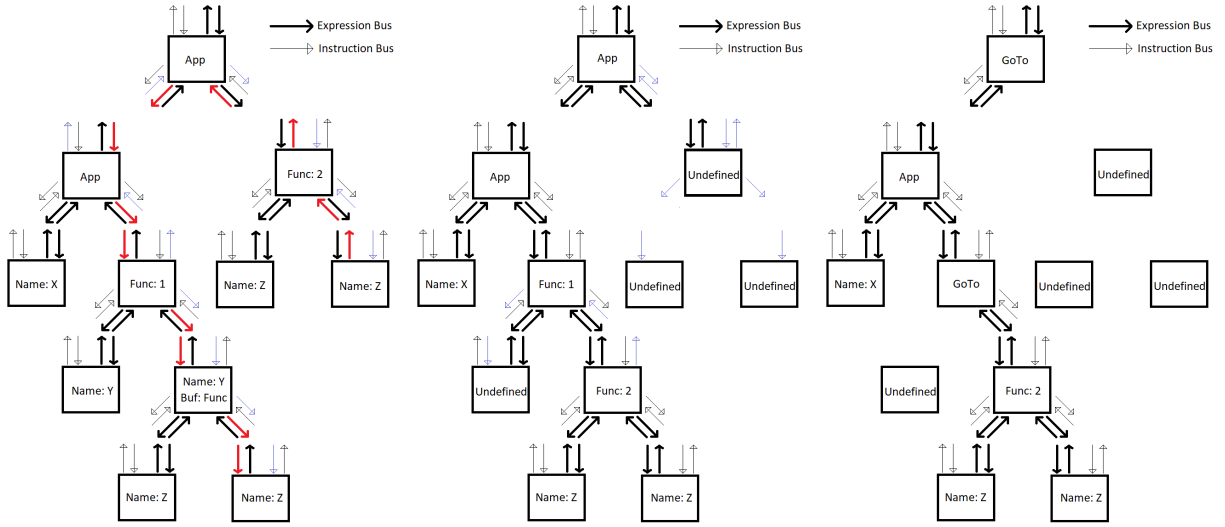 Expression Bus
Instruction Bus
App
App
Func: 2
Name: X
Func: 1
Name: Z
Name: Z
Name: Y
Name: Y
Buf: Func
Name: Z
Name: Z
Expression Bus
Instruction Bus
App
App
Undefined
Name: X
Func: 1
Undefined
Undefined
Undefined
Func: 2
Name: Z
Name: Z
Expression Bus
Instruction Bus
GoTo
App
Undefined
Name: X
GoTo
Undefined
Undefined
Undefined
Func: 2
Name: Z
Name: Z